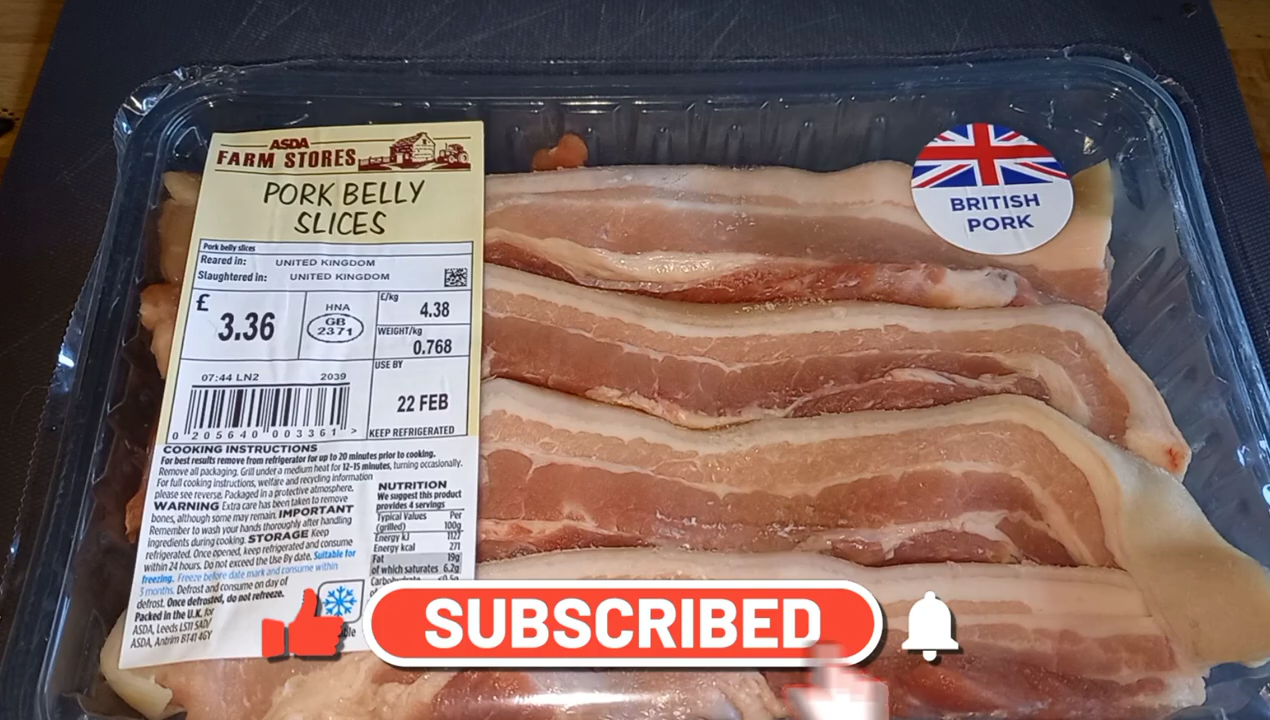 ASDA
FARM STORES
PORK BELLY
SLICES
Pork belly slices
Reared in: UNITED KINGDOM
Slaughtered in: UNITED KINGDOM
£ 3.36
HNA
GB
2371
£/kg
4.38
WEIGHT/kg
0.768
USE BY
22 FEB
KEEP REFRIGERATED
07:44 LN2 2039
0 205640 003361 >
COOKING INSTRUCTIONS
For best results remove from refrigerator for up to 20 minutes prior to cooking.
Remove all packaging. Grill under a medium heat for 12-15 minutes, turning occasionally.
For full cooking instructions, welfare and recycling information
please see reverse. Packaged in a protective atmosphere.
WARNING Extra care has been taken to remove
bones, although some may remain. IMPORTANT
Remember to wash your hands thoroughly after handling
ingredients during cooking. STORAGE Keep
refrigerated. Once opened, keep refrigerated and consume
within 24 hours. Do not exceed the Use By date. Suitable for
freezing. Freeze before date mark and consume within
3 months. Defrost and consume on day of
defrost. Once defrosted, do not refreeze.
Packed in the U.K. for
ASDA, Leeds LS11 5AD/
ASDA, Antrim BT41 4GY
NUTRITION
We suggest this product
provides 4 servings
Typical Values Per
(grilled) 100g
Energy kJ 1127
Energy kcal 271
Fat 19g
of which saturates 6.2g
BRITISH
PORK
SUBSCRIBED